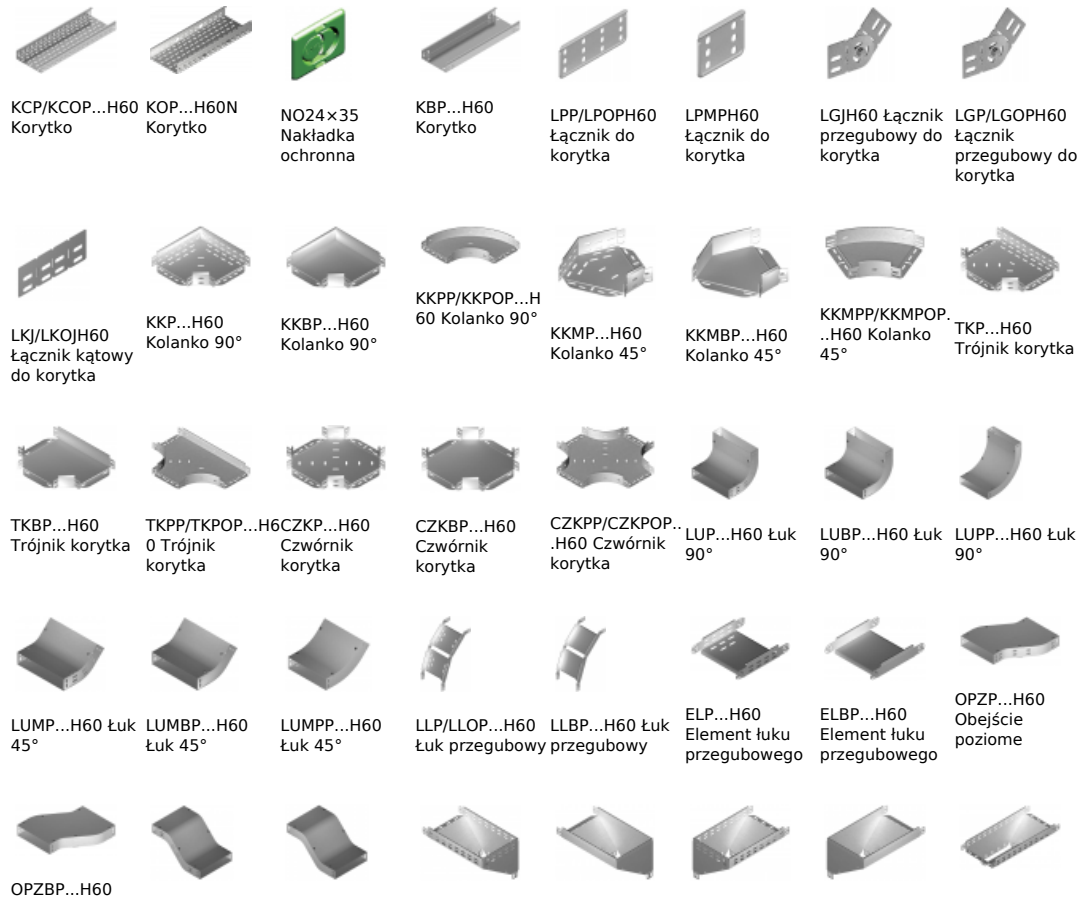 KCP/KCOP...H60
Korytko
KOP...H60N
Korytko
NO24×35
Nakładka
ochronna
KBP...H60
Korytko
LPP/LPOPH60
Łącznik do
korytka
LPMPH60
Łącznik do
korytka
LGJH60 Łącznik
przegubowy do
korytka
LGP/LGOPH60
Łącznik
przegubowy do
korytka
LKJ/LKOJH60
Łącznik kątowy
do korytka
KKP...H60
Kolanko 90°
KKBP...H60
Kolanko 90°
KKPP/KKPOP...H
60 Kolanko 90°
KKMP...H60
Kolanko 45°
KKMBP...H60
Kolanko 45°
KKMPP/KKMPOP.
..H60 Kolanko
45°
TKP...H60
Trójnik korytka
TKBP...H60
Trójnik korytka
TKPP/TKPOP...H6
0 Trójnik
korytka
CZKP...H60
Czwórnik
korytka
CZKBP...H60
Czwórnik
korytka
CZKPP/CZKPOP..
.H60 Czwórnik
korytka
LUP...H60 Łuk
90°
LUBP...H60 Łuk
90°
LUPP...H60 Łuk
90°
LUMP...H60 Łuk
45°
LUMBP...H60
Łuk 45°
LUMPP...H60
Łuk 45°
LLP/LLOP...H60
Łuk przegubowy
LLBP...H60 Łuk
przegubowy
ELP...H60
Element łuku
przegubowego
ELBP...H60
Element łuku
przegubowego
OPZP...H60
Obejście
poziome
OPZBP...H60